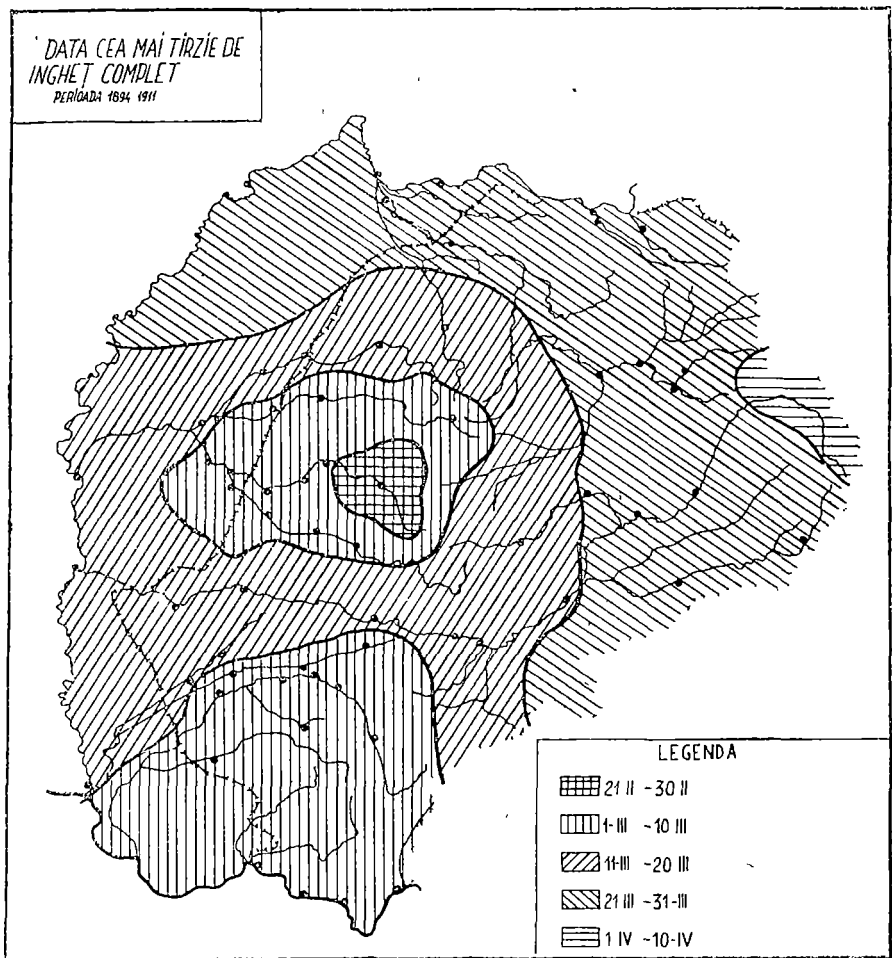 DATA CEA MAI TÎRZIE DE
INGHEȚ COMPLET
PERIOADA 1894 1911
LEGENDA
21 II - 30 II
1-III - 10 III
11-III - 20 III
21 III - 31-III
1 IV - 10-IV